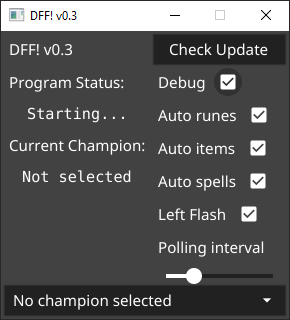 DFF! v0.3
DFF! v0.3
Check Update
Program Status:
Debug
Starting...
Auto runes
Current Champion:
Auto items
Not selected
Auto spells
Left Flash
Polling interval
No champion selected